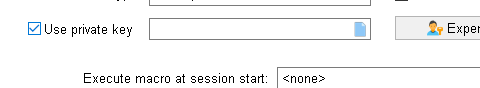 Use private key
Exper
Execute macro at session start: <none>